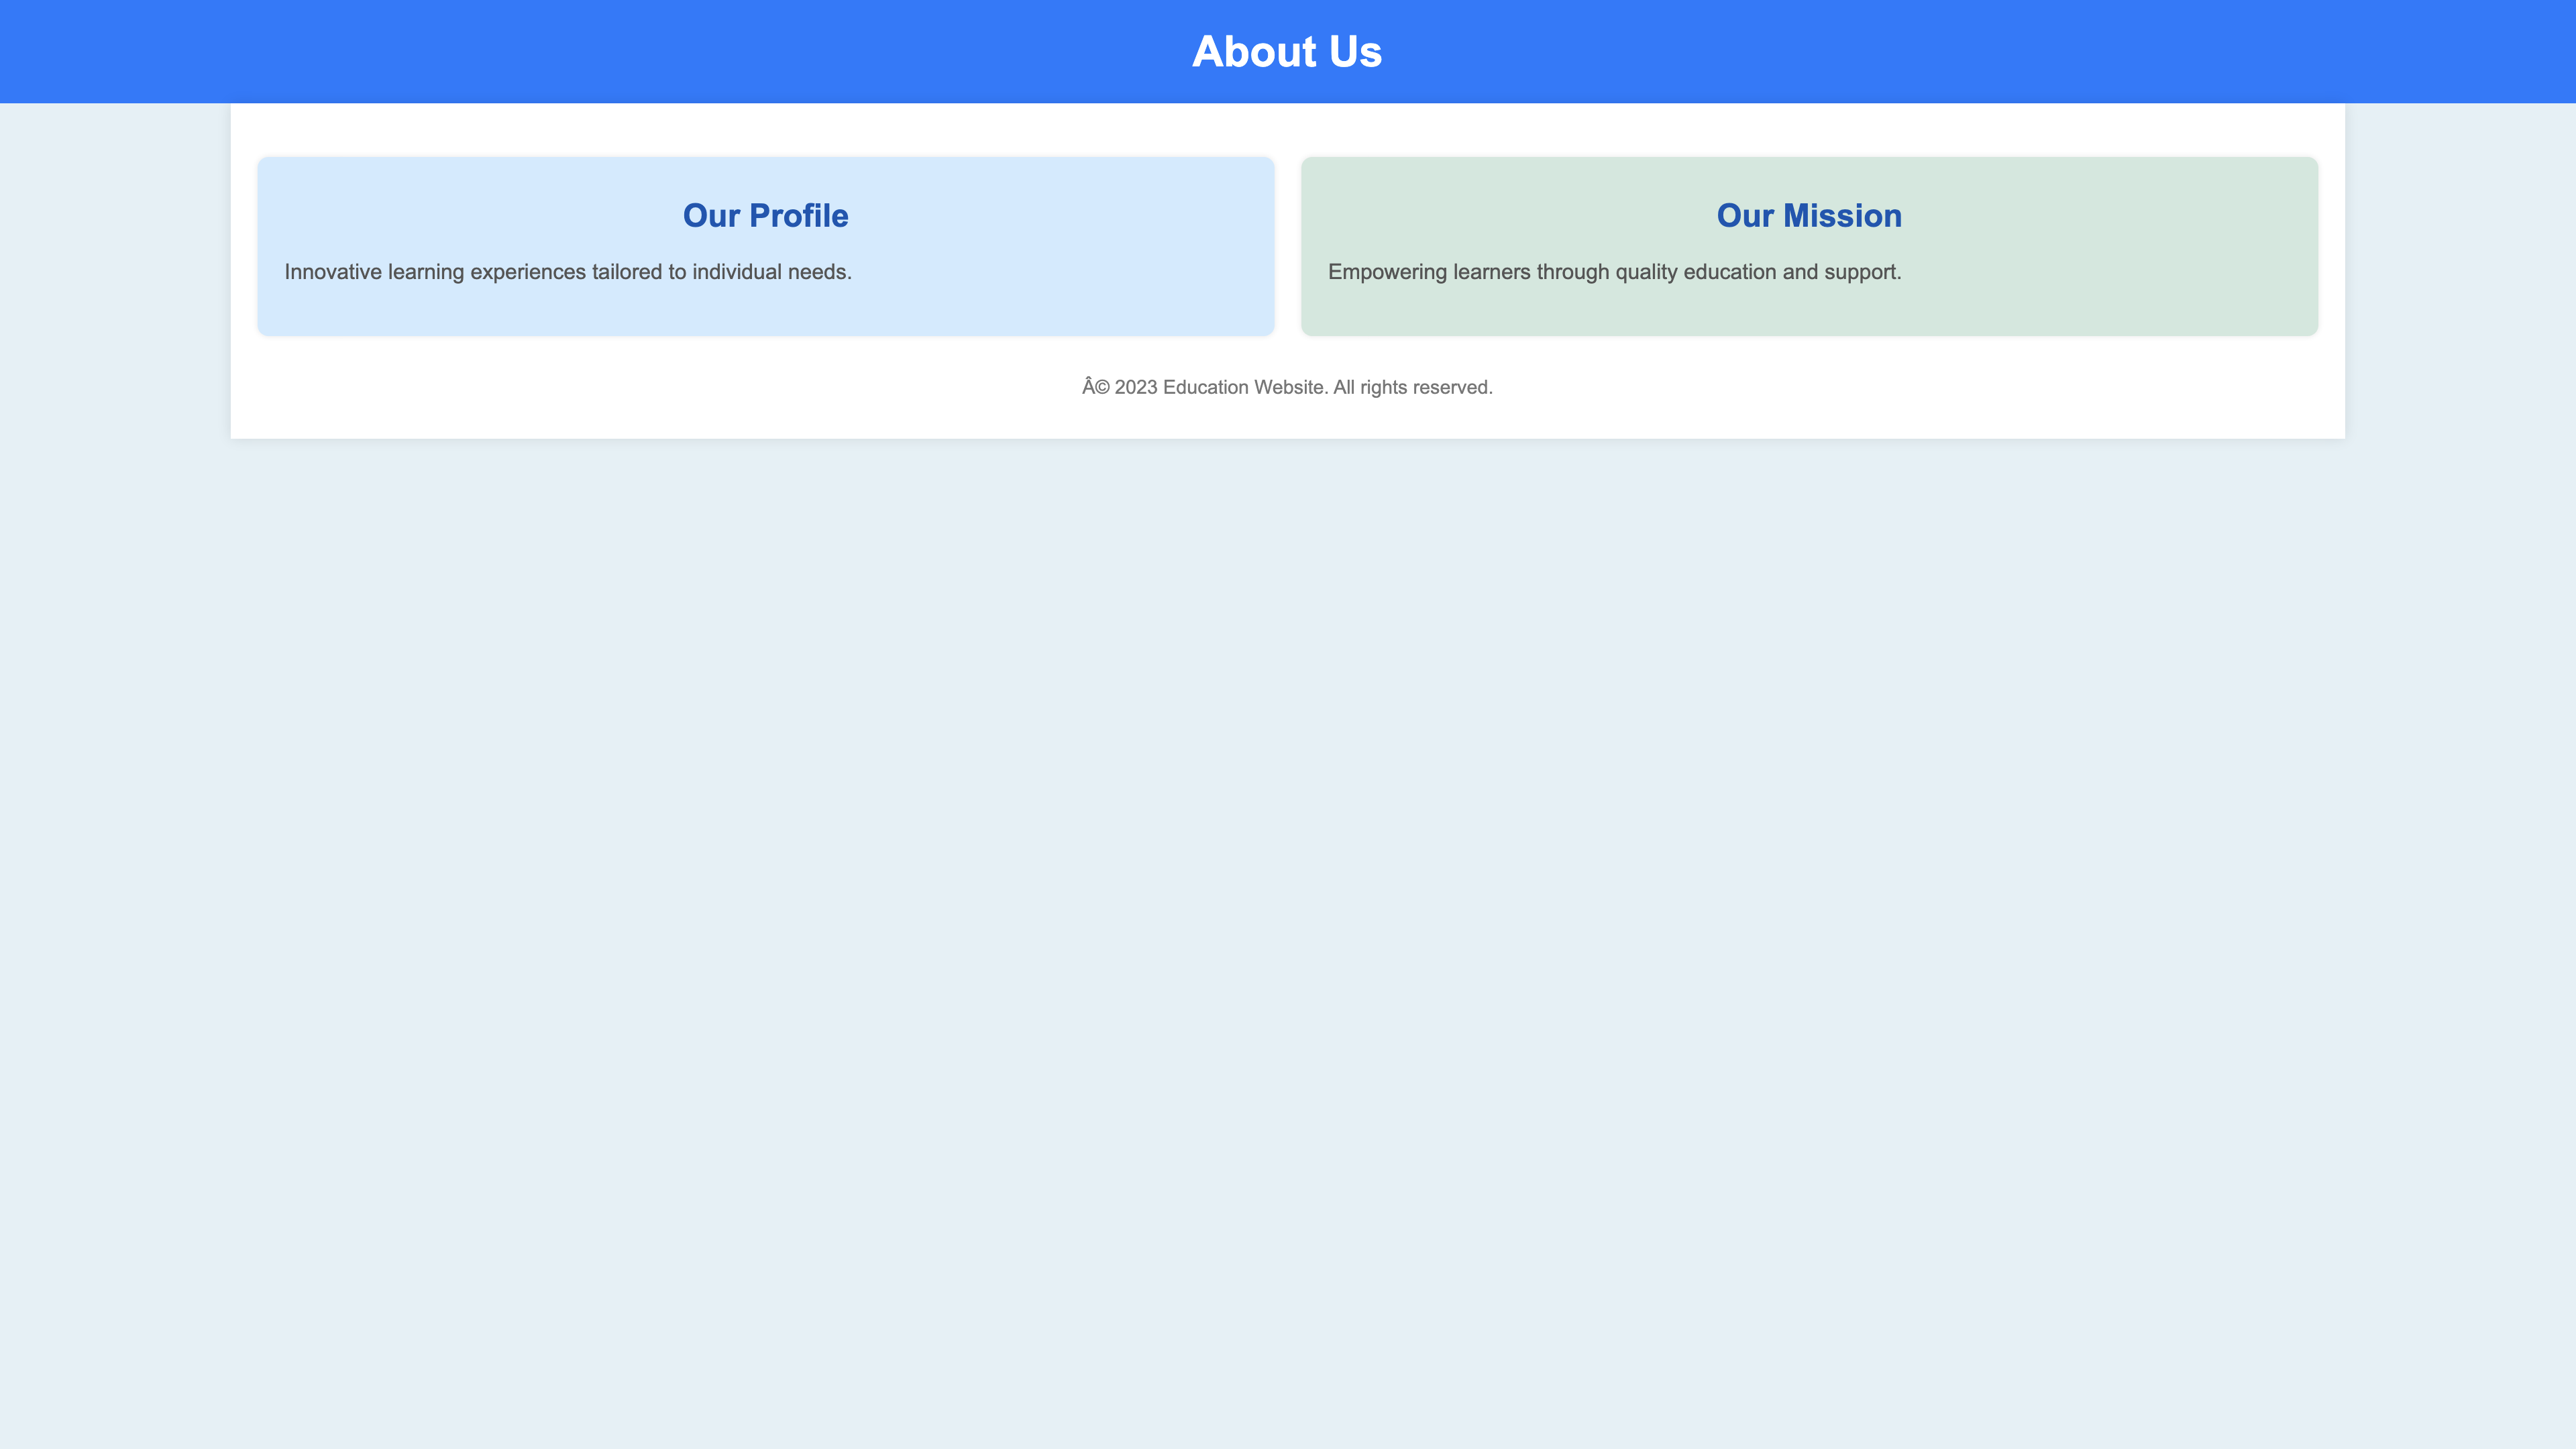 About Us
Our Profile
Innovative learning experiences tailored to individual needs.
Our Mission
Empowering learners through quality education and support.
Â© 2023 Education Website. All rights reserved.